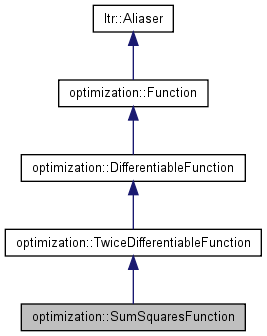 ltr::Aliaser
optimization::Function
optimization::DifferentiableFunction
optimization::TwiceDifferentiableFunction
optimization::SumSquaresFunction